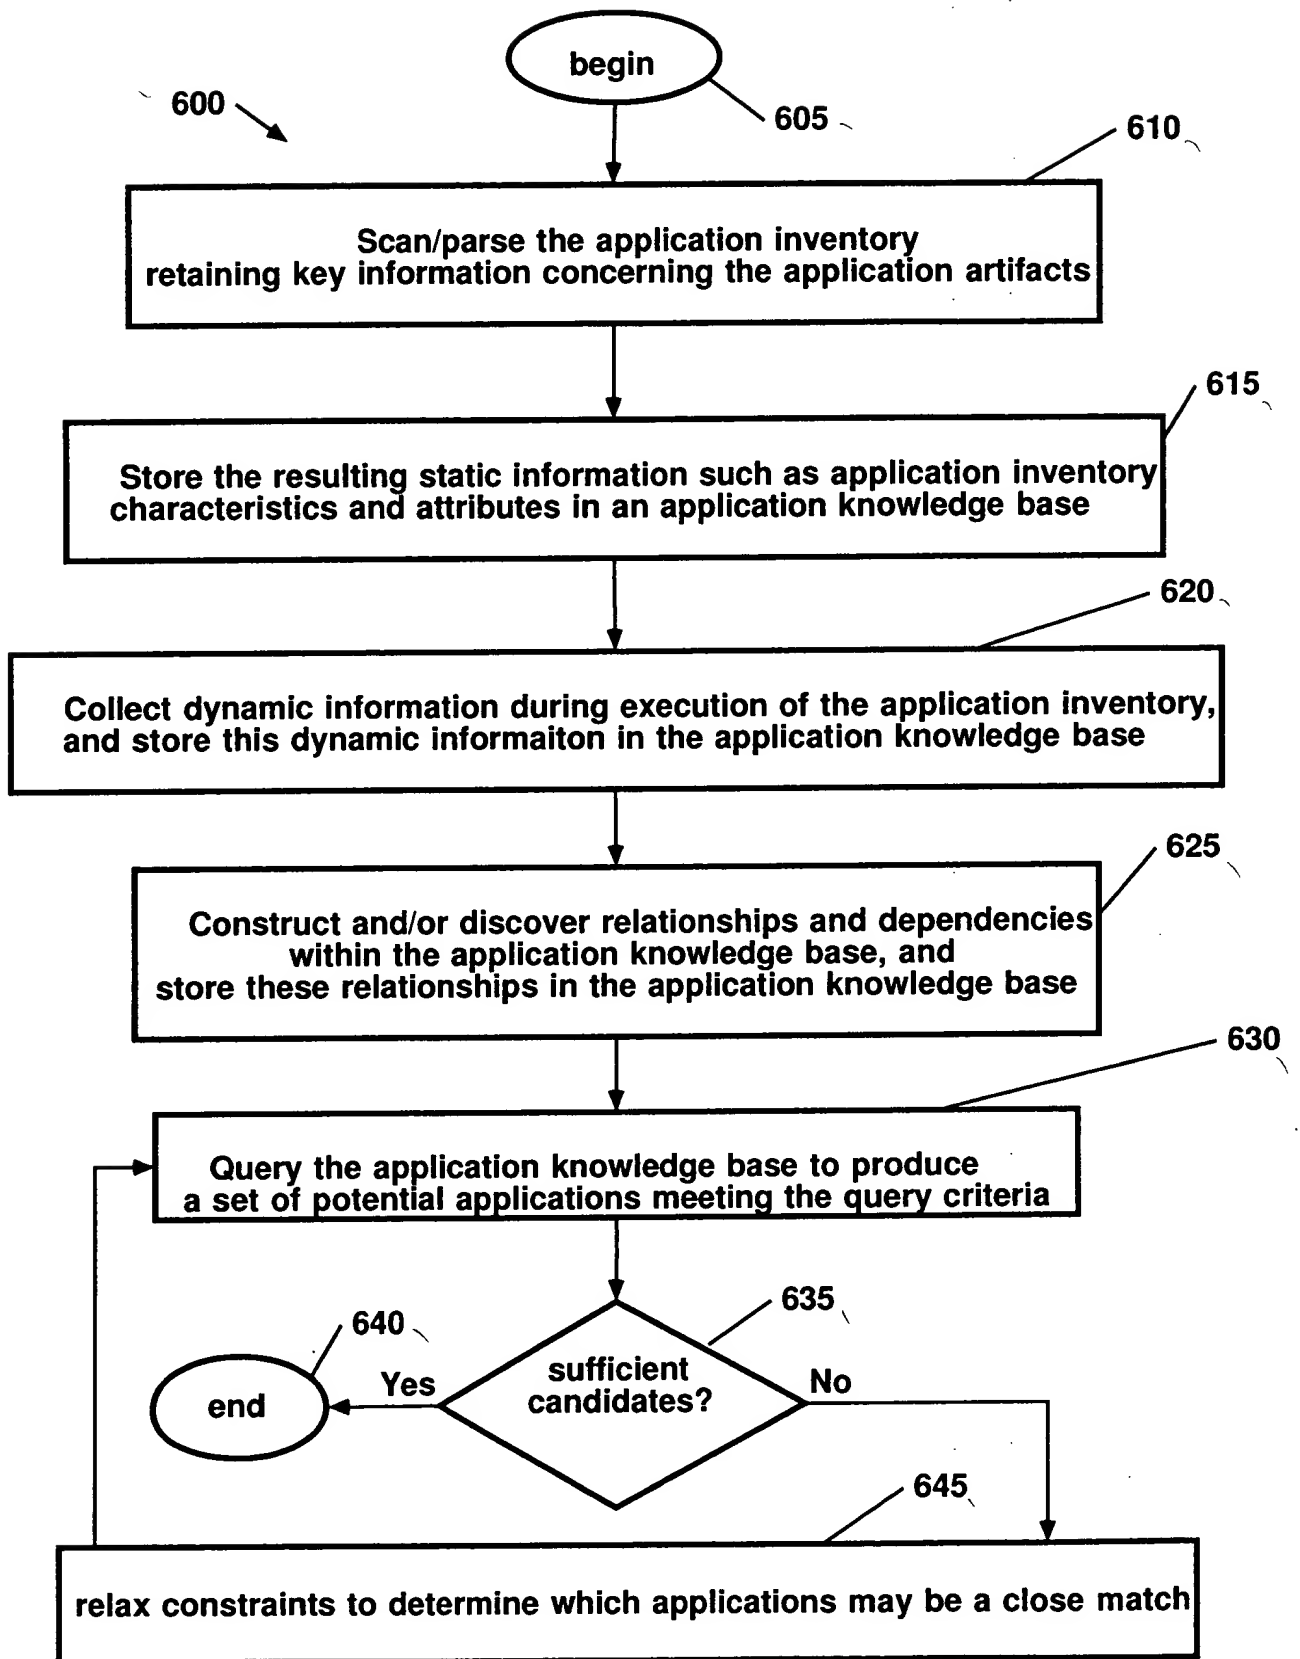 begin
600
605
610
Scan/parse the application inventory
retaining key information concerning the application artifacts
615
Store the resulting static information such as application inventory
characteristics and attributes in an application knowledge base
620
Collect dynamic information during execution of the application inventory,
and store this dynamic informaiton in the application knowledge base
625
Construct and/or discover relationships and dependencies
within the application knowledge base, and
store these relationships in the application knowledge base
630
Query the application knowledge base to produce
a set of potential applications meeting the query criteria
635
640
sufficient
candidates?
Yes
No
end
645
relax constraints to determine which applications may be a close match